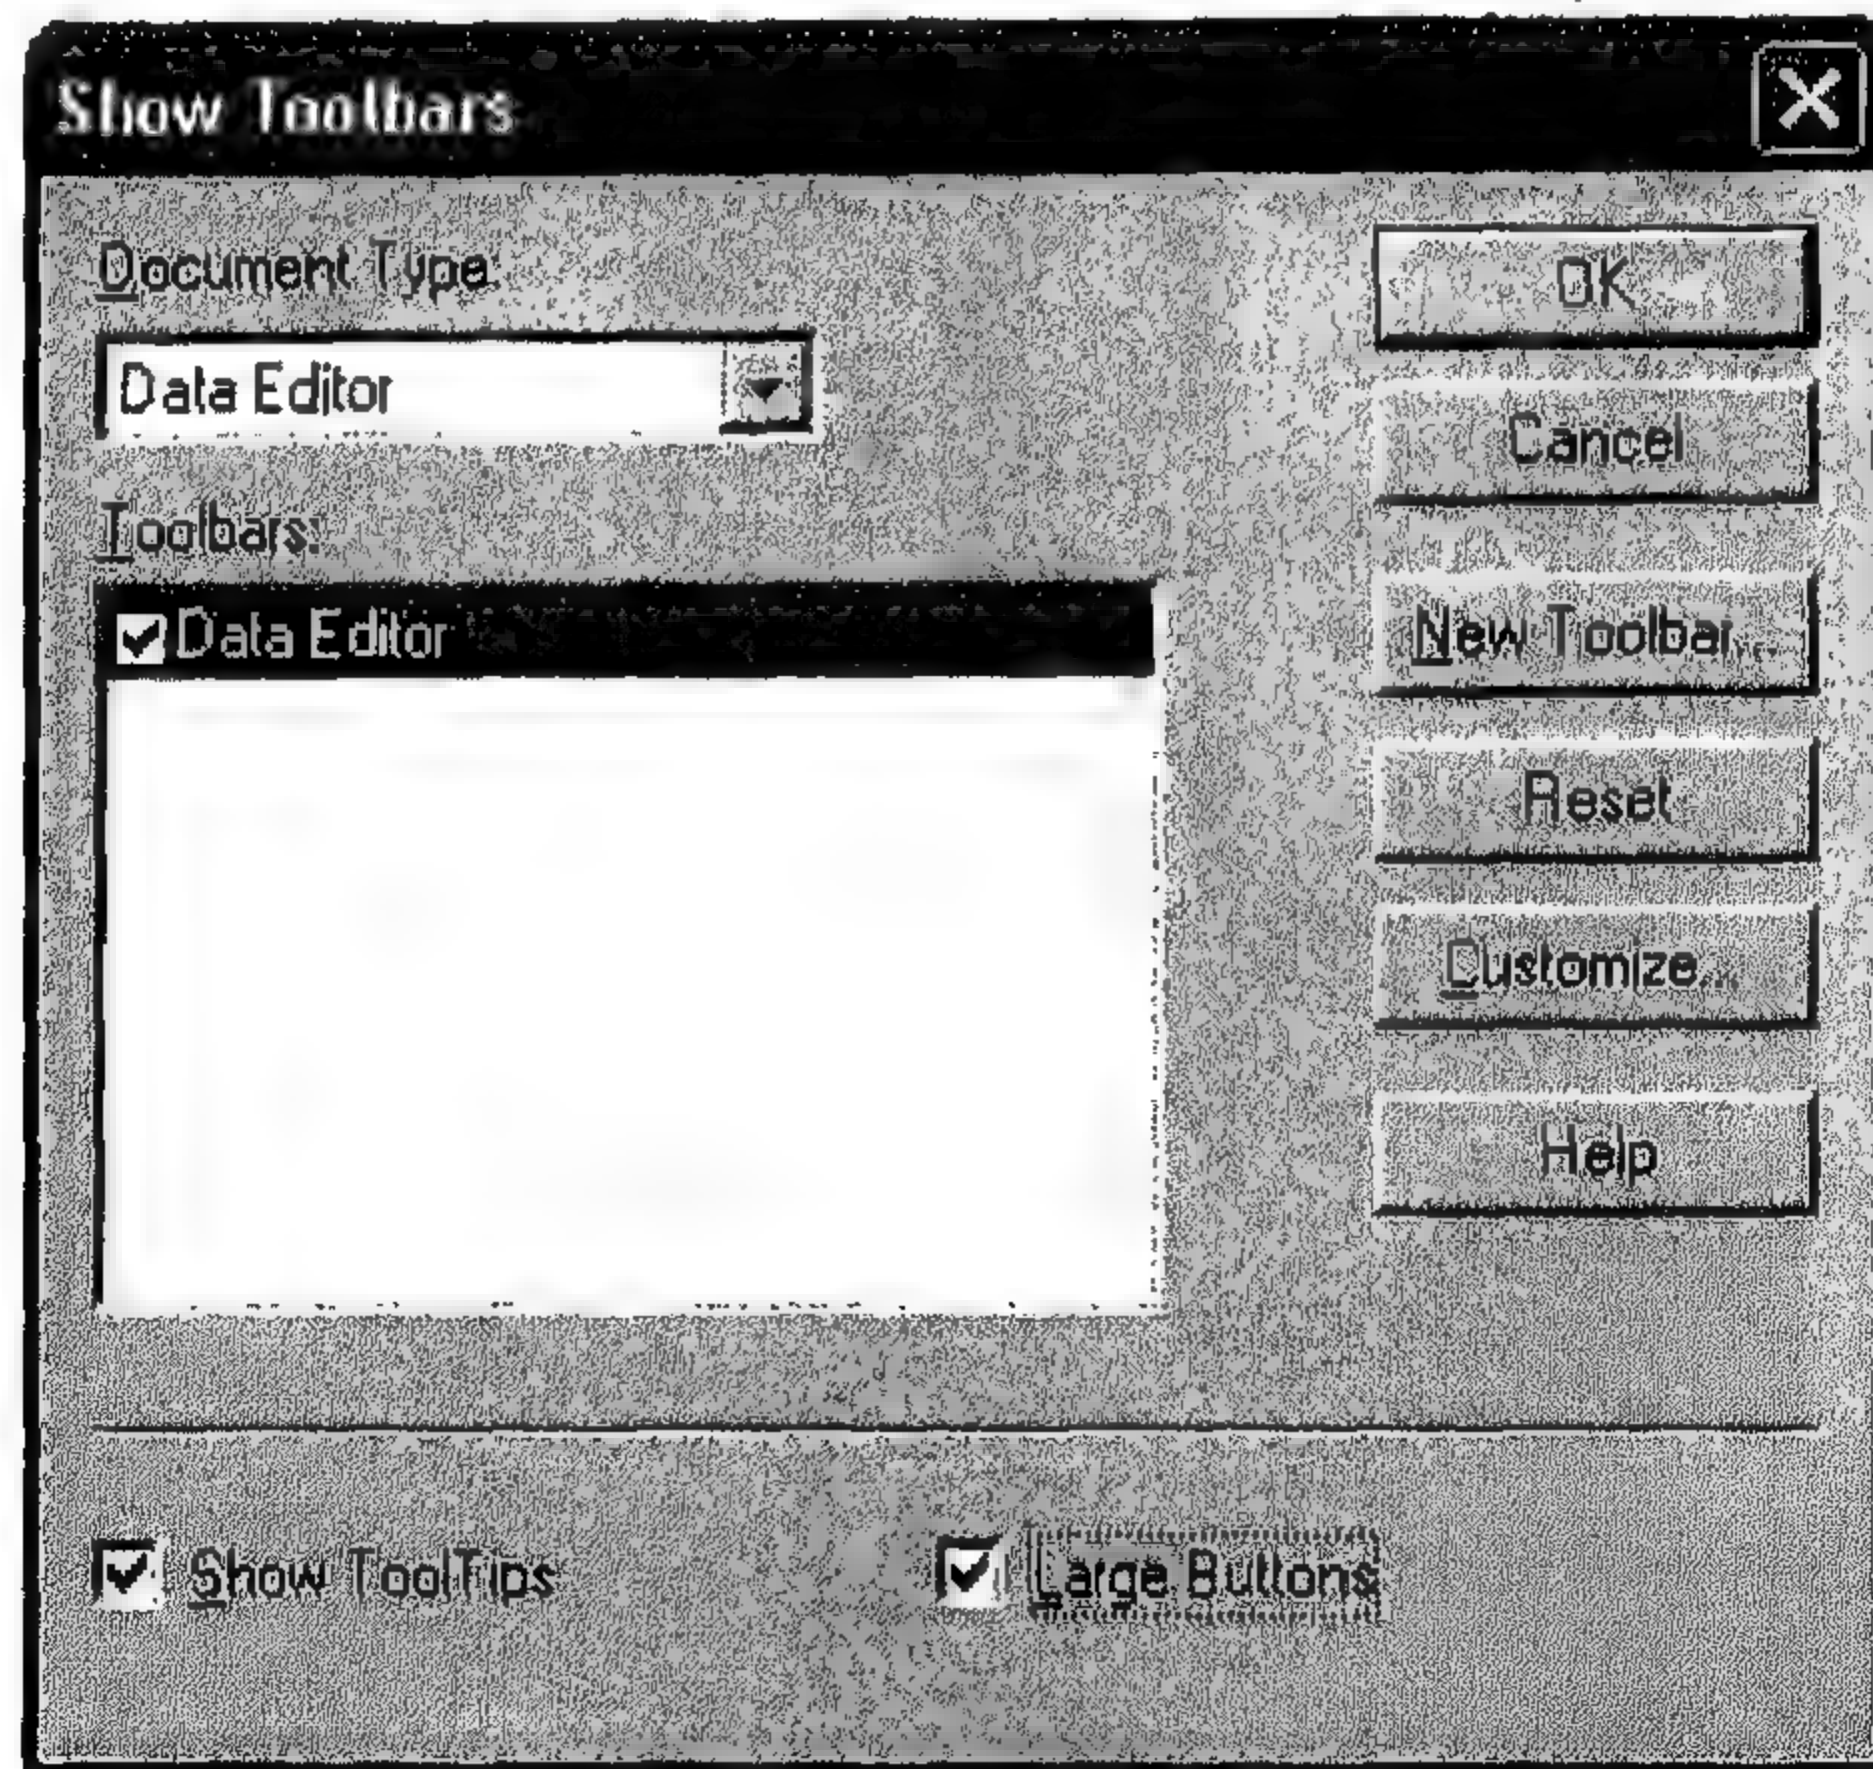 Show Toolbars
Document Type:
Data Editor
Toolbars:
Data Editor
OK
Cancel
New Toolbar...
Reset
Customize...
Help
Show ToolTips
Large Buttons